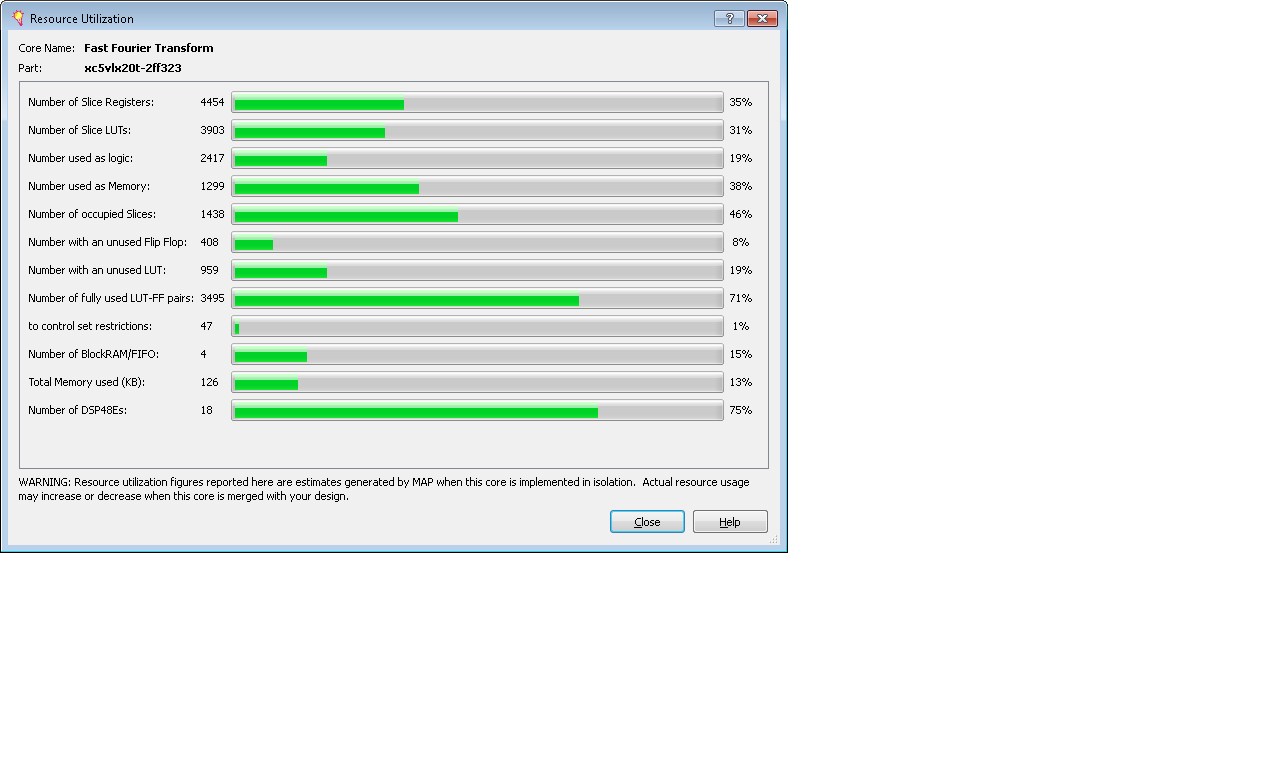 Resource Utilization
?
Core Name: Fast Fourier Transform
Part: xc5vlx20t-2ff323
Number of Slice Registers: 4454 35%
Number of Slice LUTs: 3903 31%
Number used as logic: 2417 19%
Number used as Memory: 1299 38%
Number of occupied Slices: 1438 46%
Number with an unused Flip Flop: 408 8%
Number with an unused LUT: 959 19%
Number of fully used LUT-FF pairs: 3495 71%
to control set restrictions: 47 1%
Number of BlockRAM/FIFO: 4 15%
Total Memory used (KB): 126 13%
Number of DSP48Es: 18 75%
WARNING: Resource utilization figures reported here are estimates generated by MAP when this core is implemented in isolation. Actual resource usage
may increase or decrease when this core is merged with your design.
Close Help